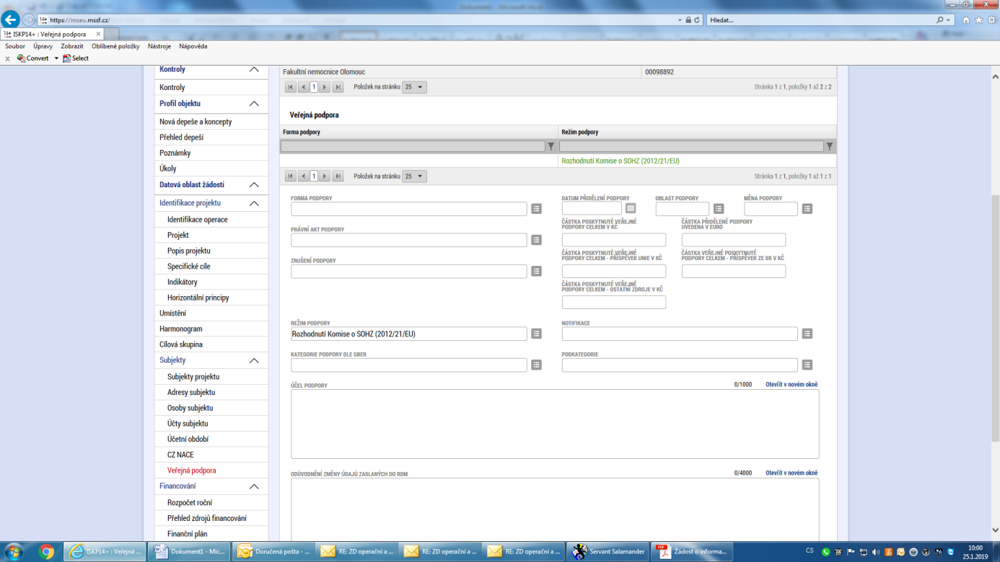 https://mseu.mssf.cz/
Hledat...
ISKP14+ : Veřejná podpora
Soubor Úpravy Zobrazit Oblíbené položky Nástroje Nápověda
x Convert Select
Kontroly
Kontroly
Profil objektu
Nová depeše a koncepty
Přehled depeší
Poznámky
Úkoly
Datová oblast žádosti
Identifikace projektu
Identifikace operace
Projekt
Popis projektu
Specifické cíle
Indikátory
Horizontální principy
Umístění
Harmonogram
Cílová skupina
Subjekty
Subjekty projektu
Adresy subjektu
Osoby subjektu
Účty subjektu
Účetní období
CZ NACE
Veřejná podpora
Financování
Rozpočet roční
Přehled zdrojů financování
Finanční plán
Fakultní nemocnice Olomouc 00098892
1 Položek na stránku 25 Stránka 1 z 1, položky 1 až 2 z 2
Veřejná podpora
Forma podpory Režim podpory
Rozhodnutí Komise o SOHZ (2012/21/EU)
1 Položek na stránku 25 Stránka 1 z 1, položky 1 až 1 z 1
FORMA PODPORY DATUM PŘIDĚLENÍ PODPORY OBLAST PODPORY MĚNA PODPORY
PRÁVNÍ AKT PODPORY
ČÁSTKA POSKYTNUTÉ VEŘEJNÉ
PODPORY CELKEM V KČ
ČÁSTKA PŘIDĚLENÉ PODPORY
UVEDENÁ V EURO
ZRUŠENÍ PODPORY
ČÁSTKA POSKYTNUTÉ VEŘEJNÉ
PODPORY CELKEM - PŘÍSPĚVEK UNIE V KČ
ČÁSTKA VEŘEJNÉ POSKYTNUTÉ
PODPORY CELKEM - PŘÍSPĚVEK ZE SR V KČ
ČÁSTKA POSKYTNUTÉ VEŘEJNÉ
PODPORY CELKEM - OSTATNÍ ZDROJE V KČ
REŽIM PODPORY NOTIFIKACE
Rozhodnutí Komise o SOHZ (2012/21/EU)
KATEGORIE PODPORY DLE GBER PODKATEGORIE
ÚČEL PODPORY 0/1000 Otevřít v novém okně
ODŮVODNĚNÍ ZMĚNY ÚDAJŮ ZASLANÝCH DO RDM 0/4000 Otevřít v novém okně
ISKP14+ : Veřejná ... Dokument1 - Mic... Doručená pošta - ... RE: ZD operační a ... RE: ZD operační a ... RE: ZD operační a ... Servant Salamander Žádost o informa... CS 10:00
25.1.2019